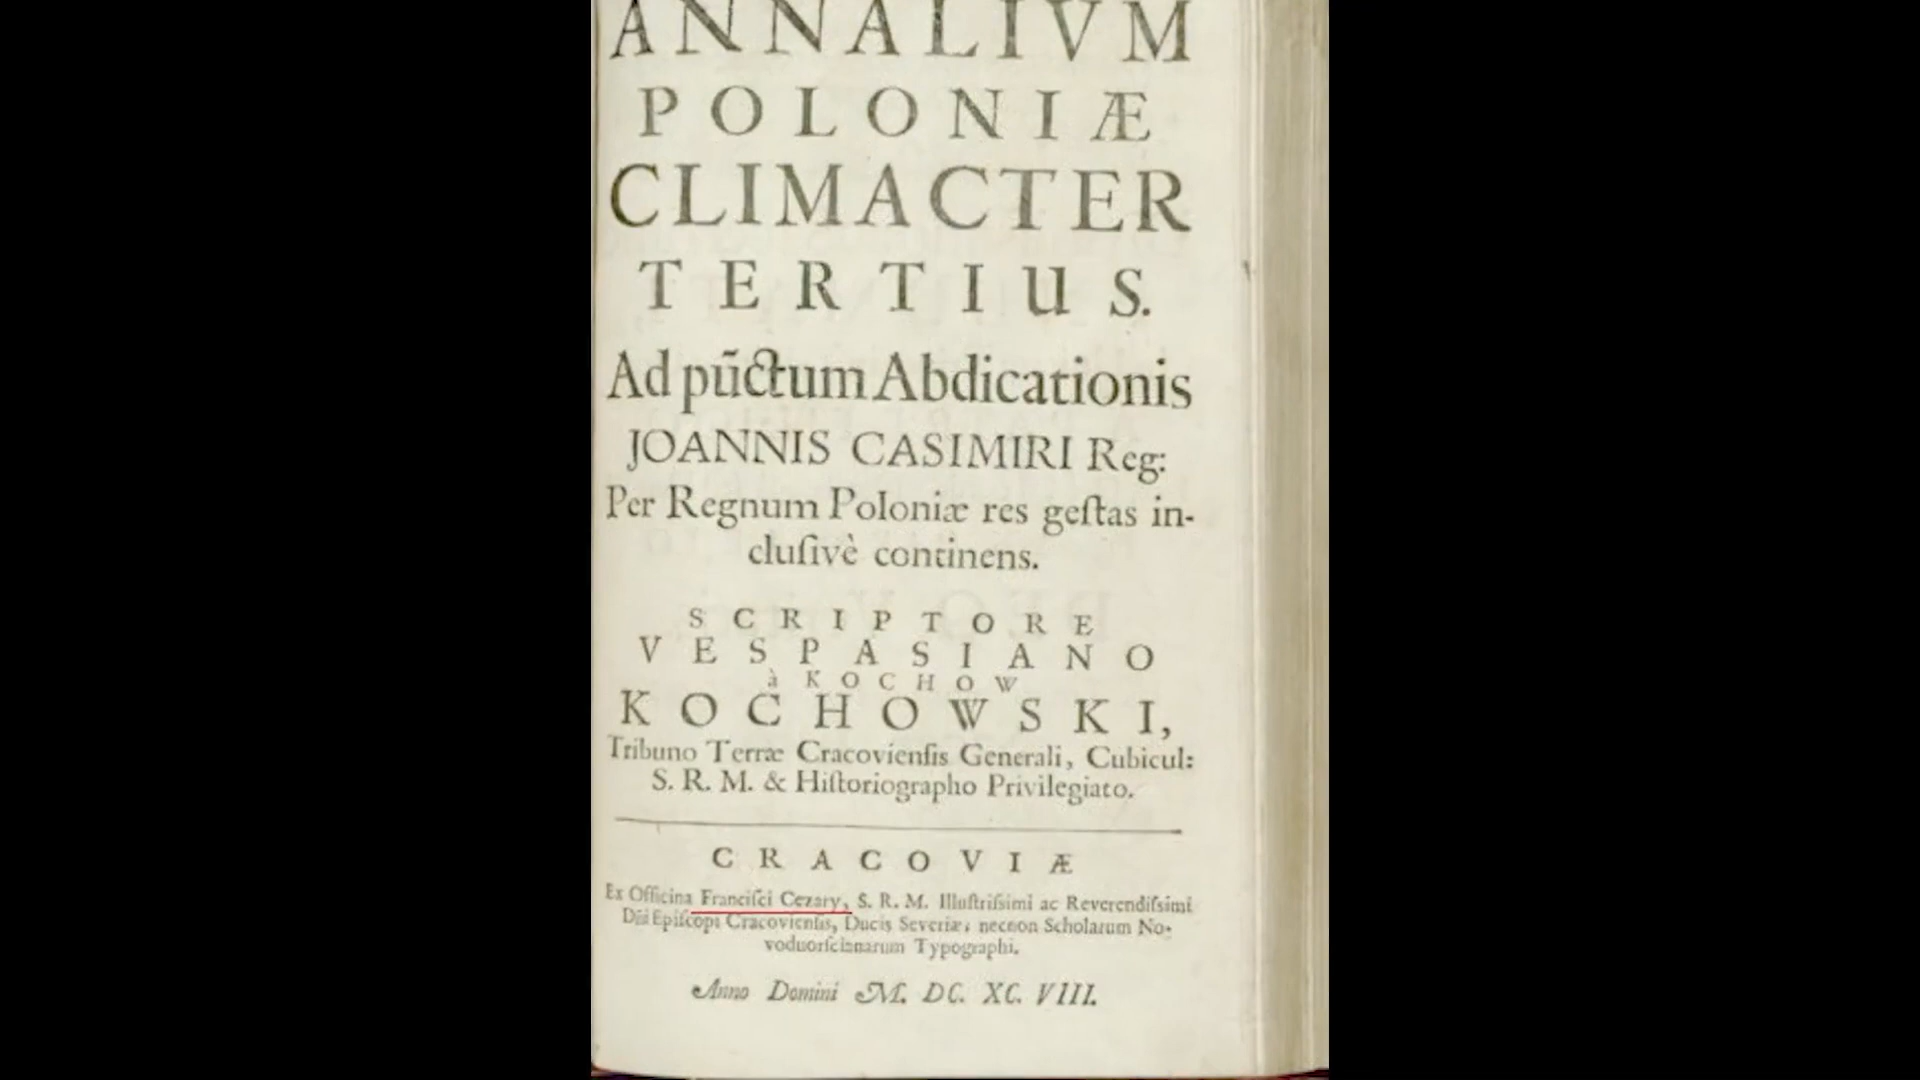 ANNALIVM
POLONIÆ
CLIMACTER
TERTIUS.
Ad pũctum Abdicationis
JOANNIS CASIMIRI Reg:
Per Regnum Poloniæ res geſtas in-
cluſivè continens.
SCRIPTORE
VESPASIANO
à KOCHOW
KOCHOWSKI,
Tribuno Terræ Cracovienſis Generali, Cubicul:
S. R. M. & Hiſtoriographo Privilegiato.
CRACOVIÆ
Ex Officina Franciſci Cezary, S. R. M. Illuſtriſsimi ac Reverendiſsimi
Dñi Epiſcopi Cracovienſis, Ducis Severiæ, necnon Scholarum No-
voduorſcianarum Typographi.
Anno Domini M. DC. XC. VIII.